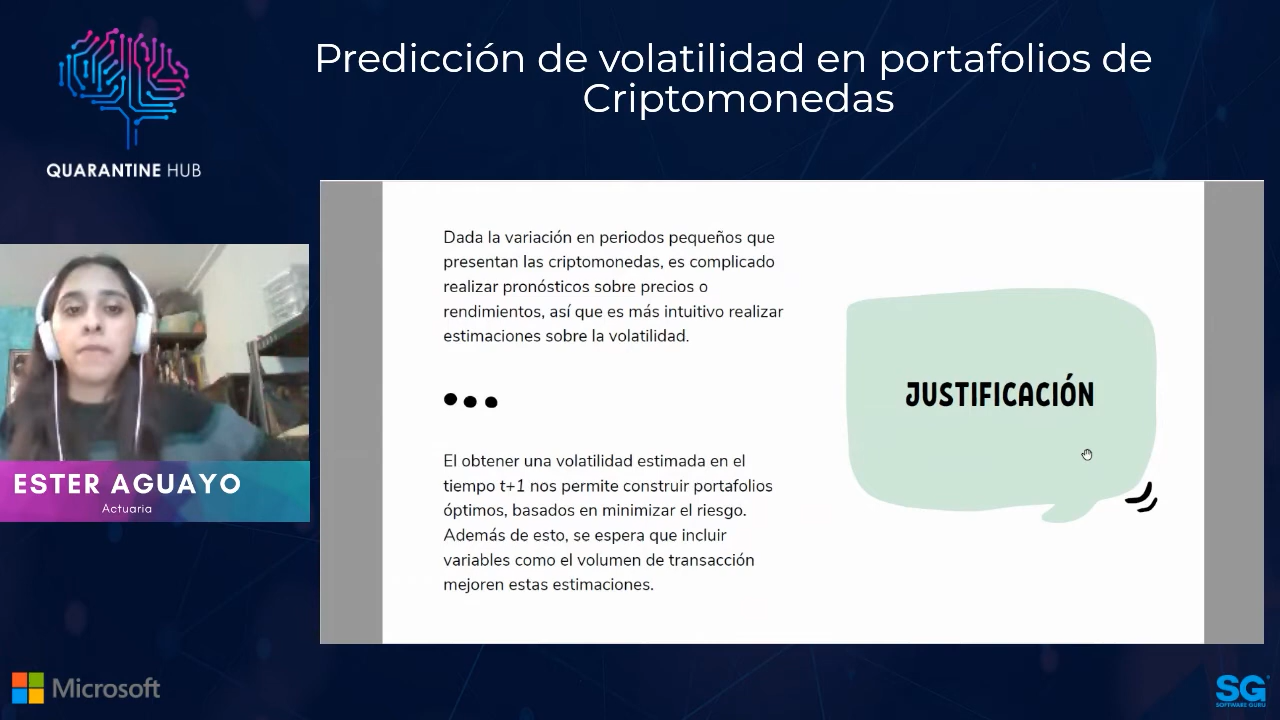 Predicción de volatilidad en portafolios de
Criptomonedas
QUARANTINE HUB
Dada la variación en periodos pequeños que
presentan las criptomonedas, es complicado
realizar pronósticos sobre precios o
rendimientos, así que es más intuitivo realizar
estimaciones sobre la volatilidad.
El obtener una volatilidad estimada en el
tiempo t+1 nos permite construir portafolios
óptimos, basados en minimizar el riesgo.
Además de esto, se espera que incluir
variables como el volumen de transacción
mejoren estas estimaciones.
JUSTIFICACIÓN
ESTER AGUAYO
Actuaria
Microsoft
SG
SOFTWARE GURU